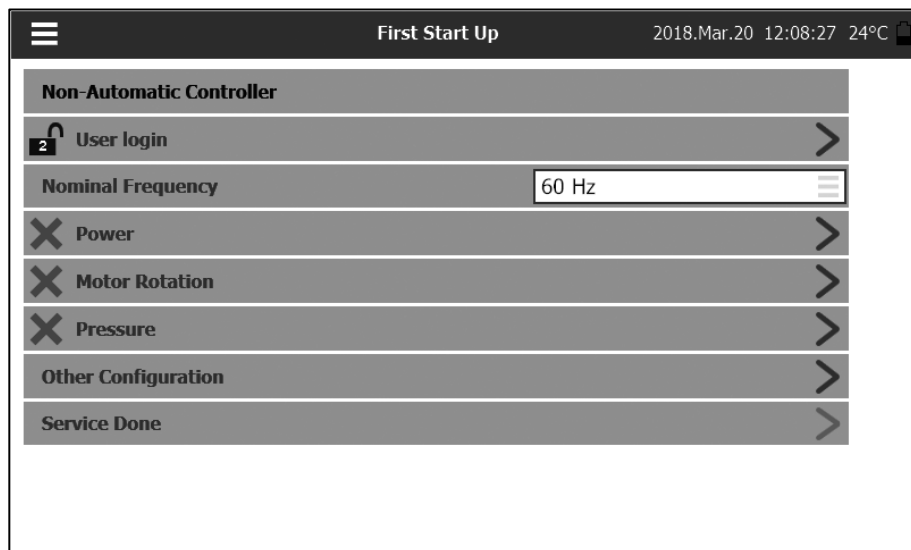 First Start Up 2018.Mar.20 12:08:27 24°C
Non-Automatic Controller
2 User login
Nominal Frequency 60 Hz
Power
Motor Rotation
Pressure
Other Configuration
Service Done